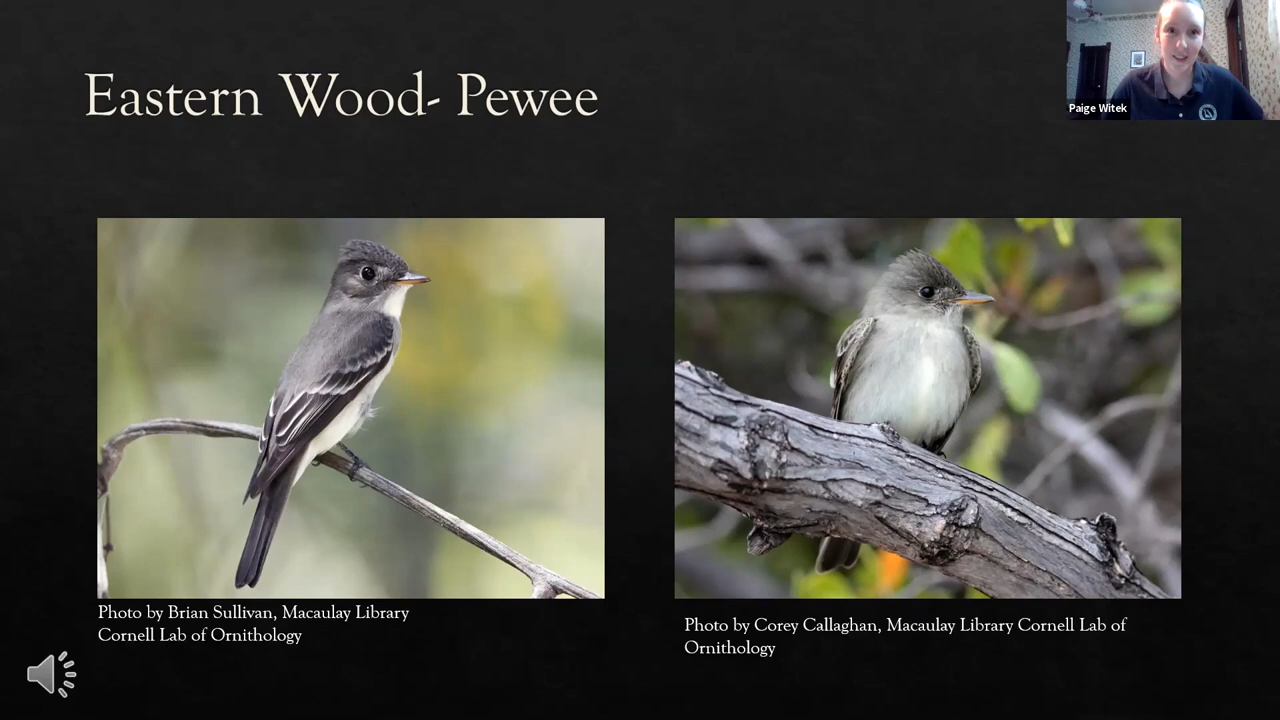 Eastern Wood- Pewee
Paige Witek
Photo by Brian Sullivan, Macaulay Library
Cornell Lab of Ornithology
Photo by Corey Callaghan, Macaulay Library Cornell Lab of
Ornithology